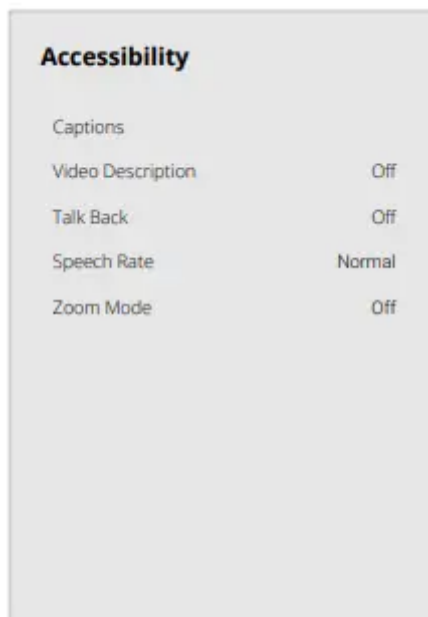 Accessibility
Captions
Video Description Off
Talk Back Off
Speech Rate Normal
Zoom Mode Off